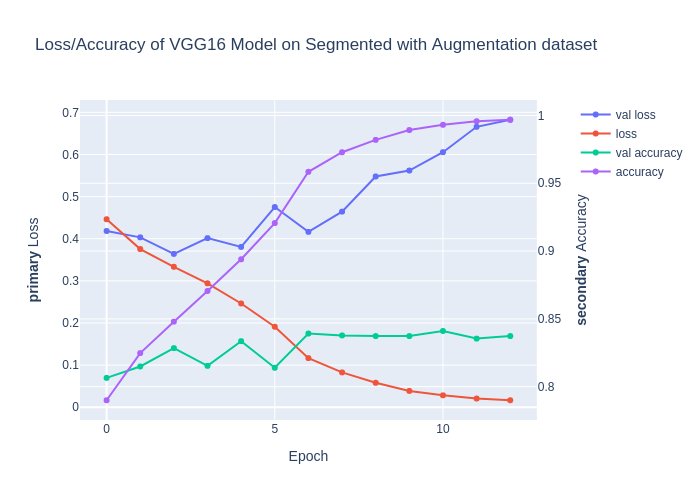 Loss/Accuracy of VGG16 Model on Segmented with Augmentation dataset
0.7
0.6
0.5
0.4
0.3
0.2
0.1
0
primary Loss
1
0.95
0.9
0.85
0.8
secondary Accuracy
val loss
loss
val accuracy
accuracy
0
5
10
Epoch